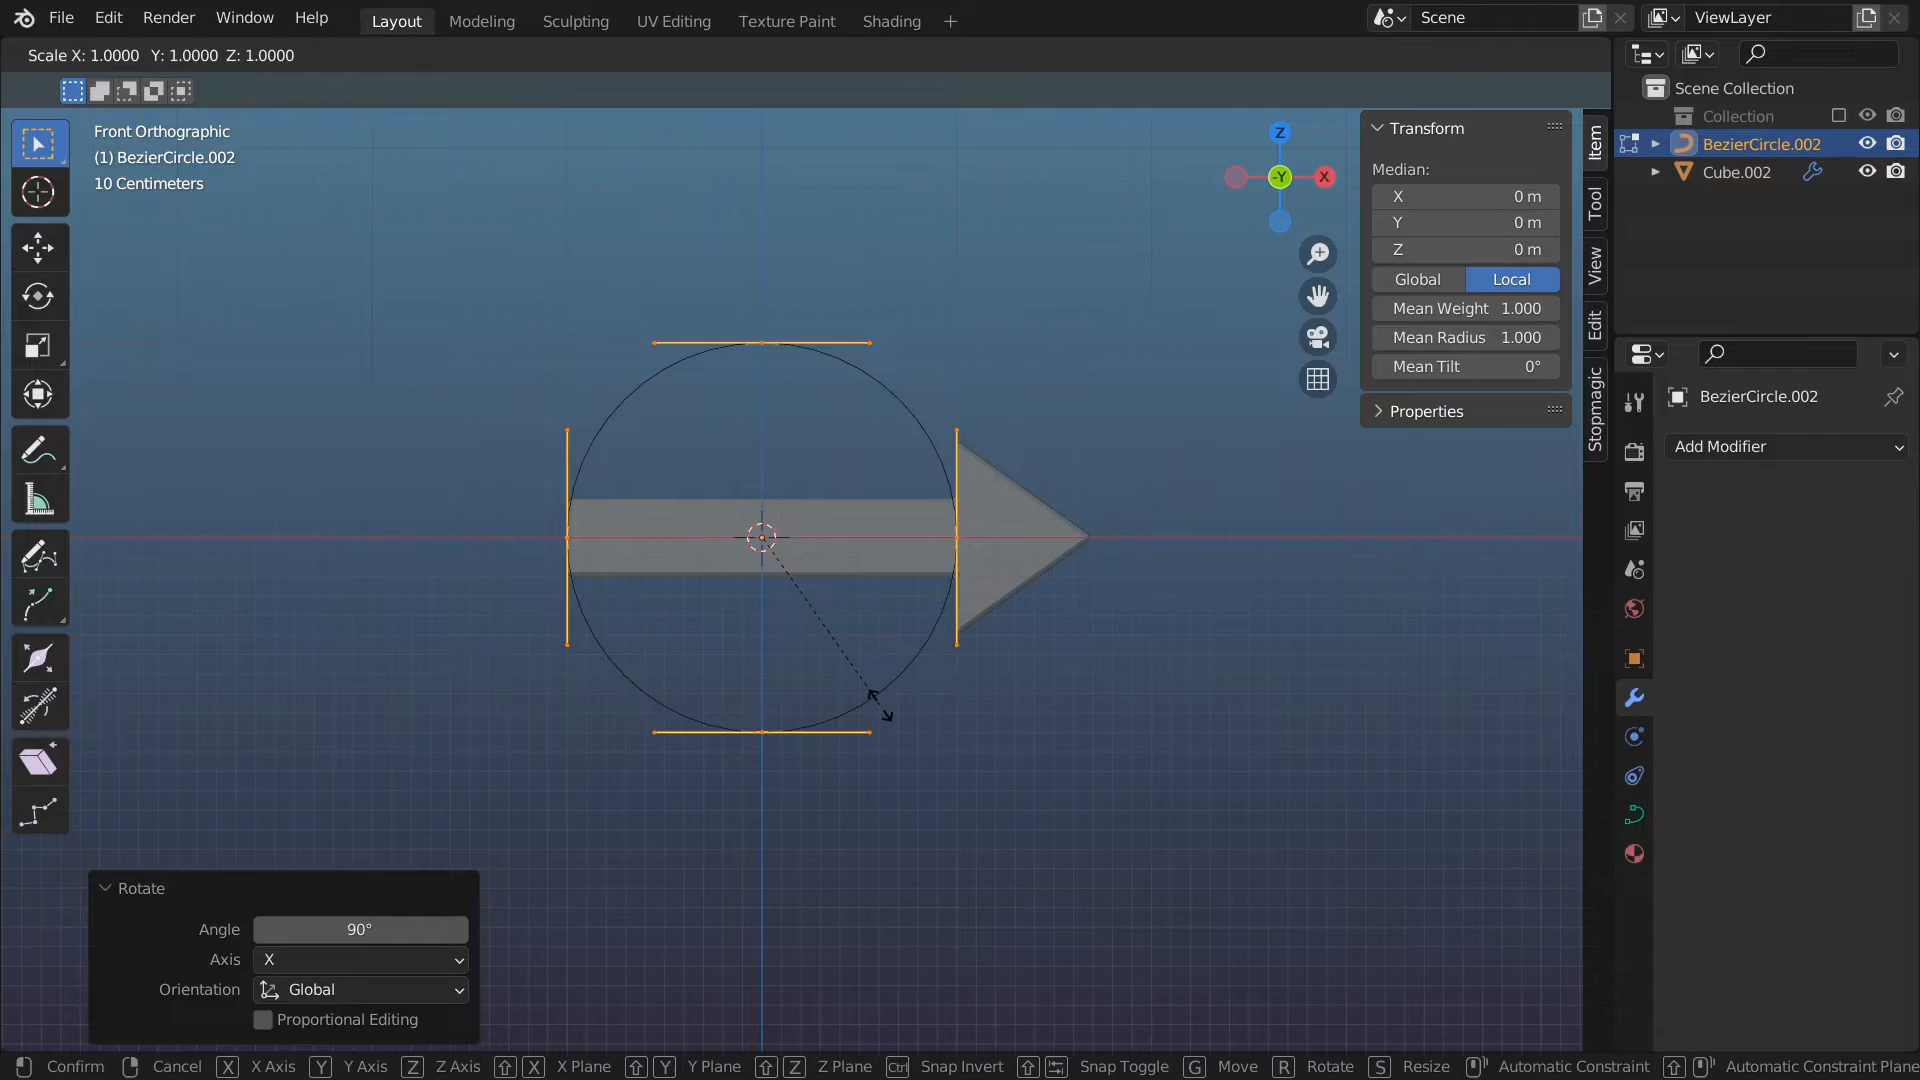 File Edit Render Window Help Layout Modeling Sculpting UV Editing Texture Paint Shading + Scene ViewLayer
Scale X: 1.0000 Y: 1.0000 Z: 1.0000
Front Orthographic
(1) BezierCircle.002
10 Centimeters
Z
-Y
X
Transform
Median:
X 0 m
Y 0 m
Z 0 m
Global Local
Mean Weight 1.000
Mean Radius 1.000
Mean Tilt 0°
Properties
Item
Tool
View
Edit
Stopmagic
Scene Collection
Collection
BezierCircle.002
Cube.002
BezierCircle.002
Add Modifier
Rotate
Angle 90°
Axis X
Orientation Global
Proportional Editing
Confirm Cancel X X Axis Y Y Axis Z Z Axis X X Plane Y Y Plane Z Z Plane Ctrl Snap Invert Snap Toggle G Move R Rotate S Resize Automatic Constraint Automatic Constraint Plane